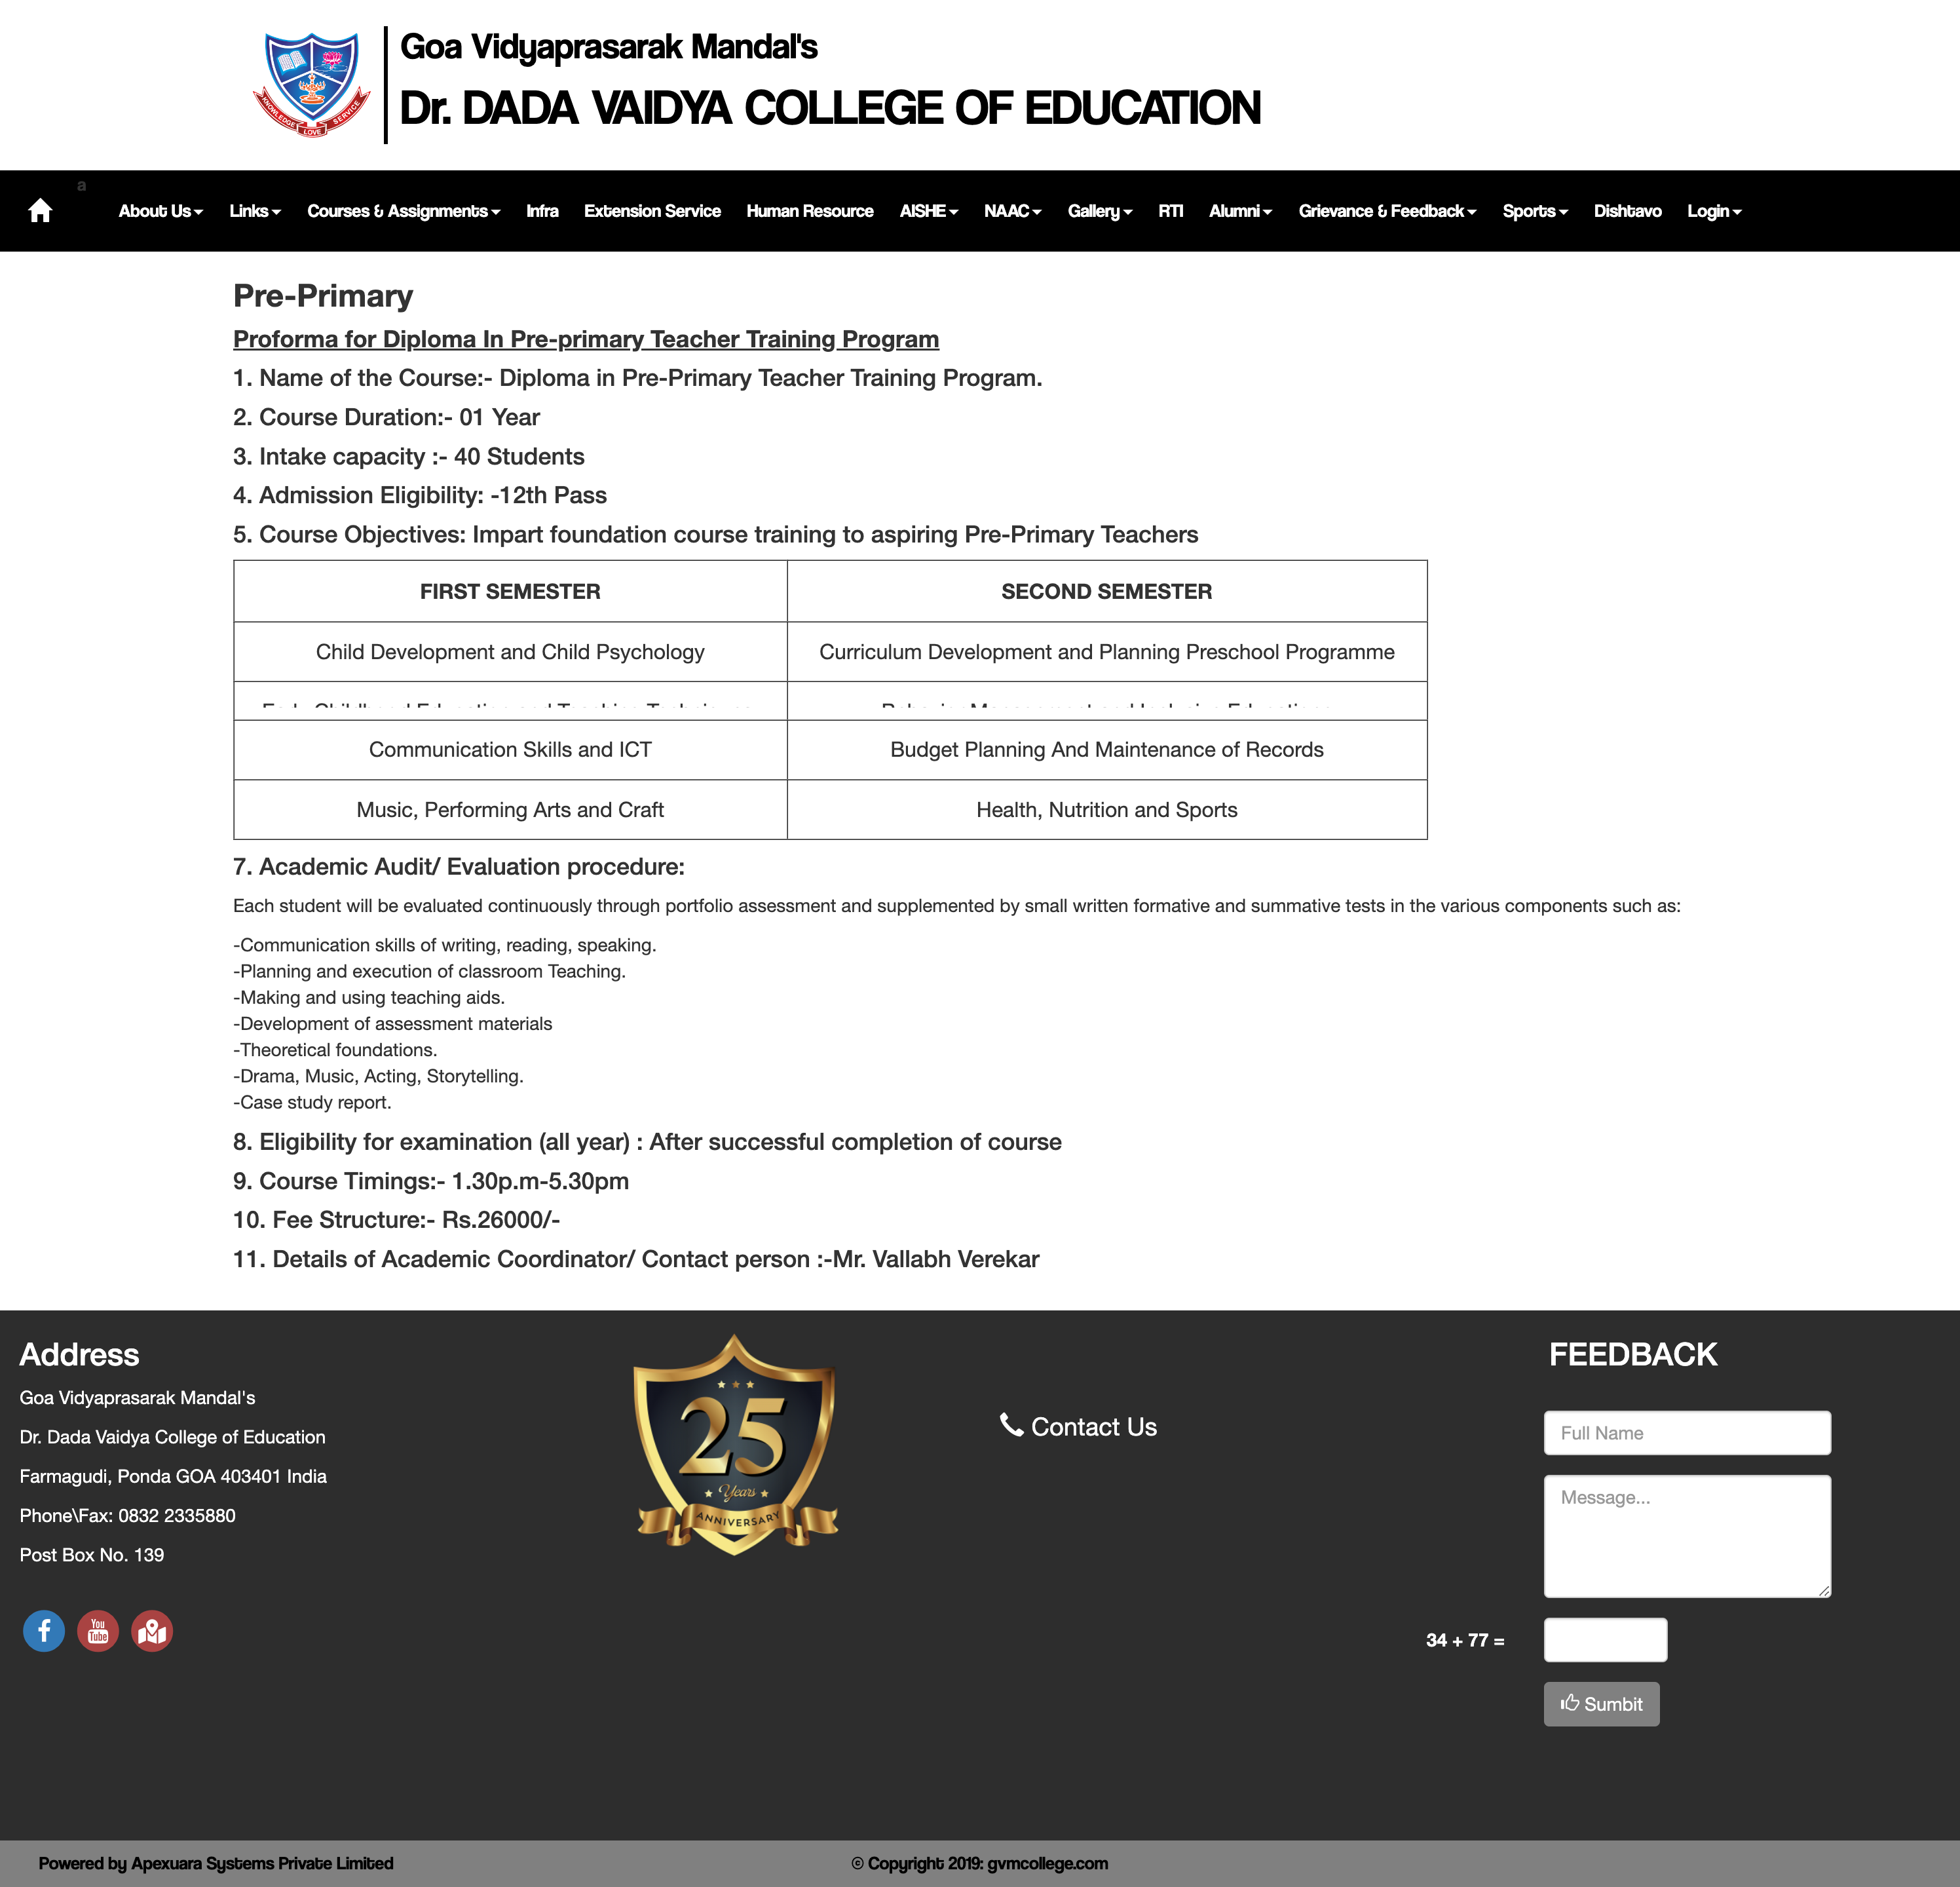 Goa Vidyaprasarak Mandal's
Dr. DADA VAIDYA COLLEGE OF EDUCATION
KNOWLEDGE LOVE SERVICE
a
About Us Links Courses & Assignments Infra Extension Service Human Resource AISHE NAAC Gallery RTI Alumni Grievance & Feedback Sports Dishtavo Login
Pre-Primary
Proforma for Diploma In Pre-primary Teacher Training Program
1. Name of the Course:- Diploma in Pre-Primary Teacher Training Program.
2. Course Duration:- 01 Year
3. Intake capacity :- 40 Students
4. Admission Eligibility: -12th Pass
5. Course Objectives: Impart foundation course training to aspiring Pre-Primary Teachers
FIRST SEMESTER SECOND SEMESTER
Child Development and Child Psychology Curriculum Development and Planning Preschool Programme
Communication Skills and ICT Budget Planning And Maintenance of Records
Music, Performing Arts and Craft Health, Nutrition and Sports
7. Academic Audit/ Evaluation procedure:
Each student will be evaluated continuously through portfolio assessment and supplemented by small written formative and summative tests in the various components such as:
-Communication skills of writing, reading, speaking.
-Planning and execution of classroom Teaching.
-Making and using teaching aids.
-Development of assessment materials
-Theoretical foundations.
-Drama, Music, Acting, Storytelling.
-Case study report.
8. Eligibility for examination (all year) : After successful completion of course
9. Course Timings:- 1.30p.m-5.30pm
10. Fee Structure:- Rs.26000/-
11. Details of Academic Coordinator/ Contact person :-Mr. Vallabh Verekar
Address
Goa Vidyaprasarak Mandal's
Dr. Dada Vaidya College of Education
Farmagudi, Ponda GOA 403401 India
Phone\Fax: 0832 2335880
Post Box No. 139
You Tube
25
Years
ANNIVERSARY
Contact Us
FEEDBACK
Full Name
Message...
34 + 77 =
Sumbit
Powered by Apexuara Systems Private Limited
© Copyright 2019: gvmcollege.com